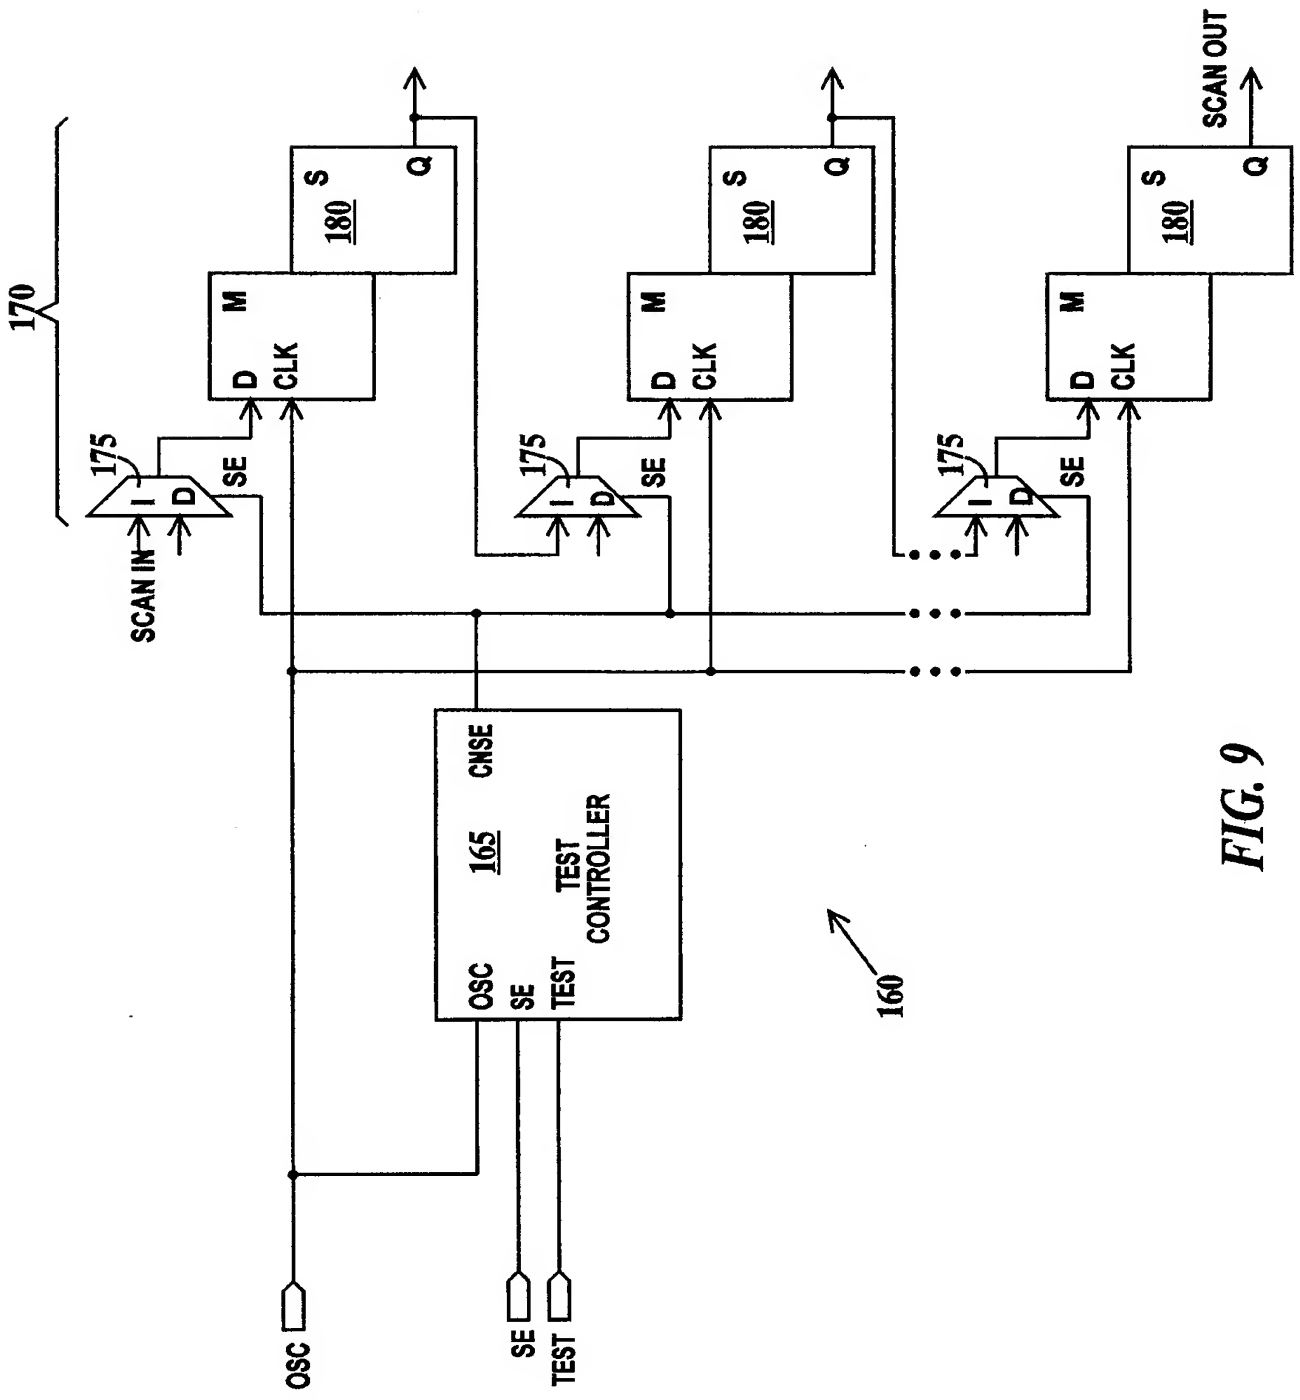 170
SCAN IN
I
D
175
SE
D
CLK
M
S
180
Q
I
D
175
SE
D
CLK
M
S
180
Q
I
D
175
SE
D
CLK
M
S
180
Q
SCAN OUT
OSC
SE
TEST
OSC
SE
TEST
165
TEST
CONTROLLER
CNSE
160
FIG. 9